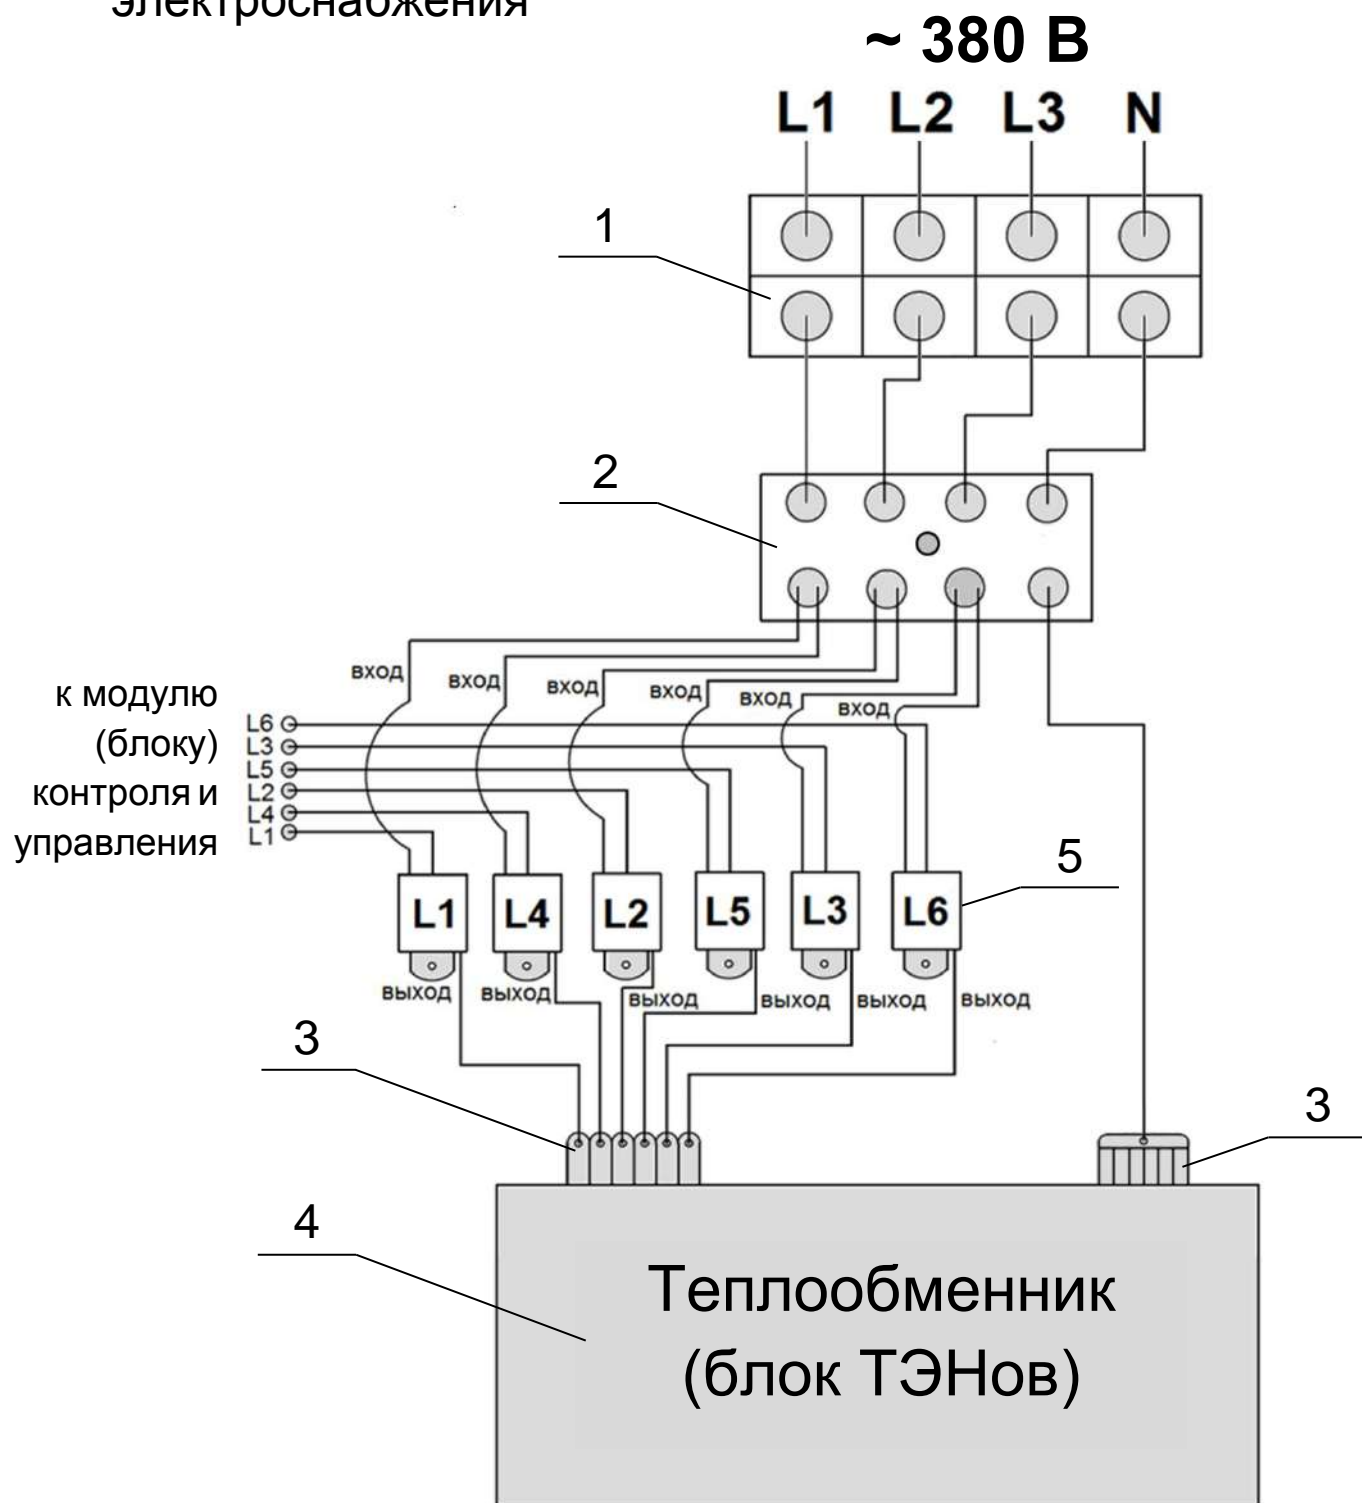 электроснабжения
~ 380 В
L1 L2 L3 N
1
2
вход вход вход вход вход вход
к модулю
(блоку)
контроля и
управления
L6
L3
L5
L2
L4
L1
5
L1 L4 L2 L5 L3 L6
выход выход выход выход выход выход
3
3
4
Теплообменник
(блок ТЭНов)